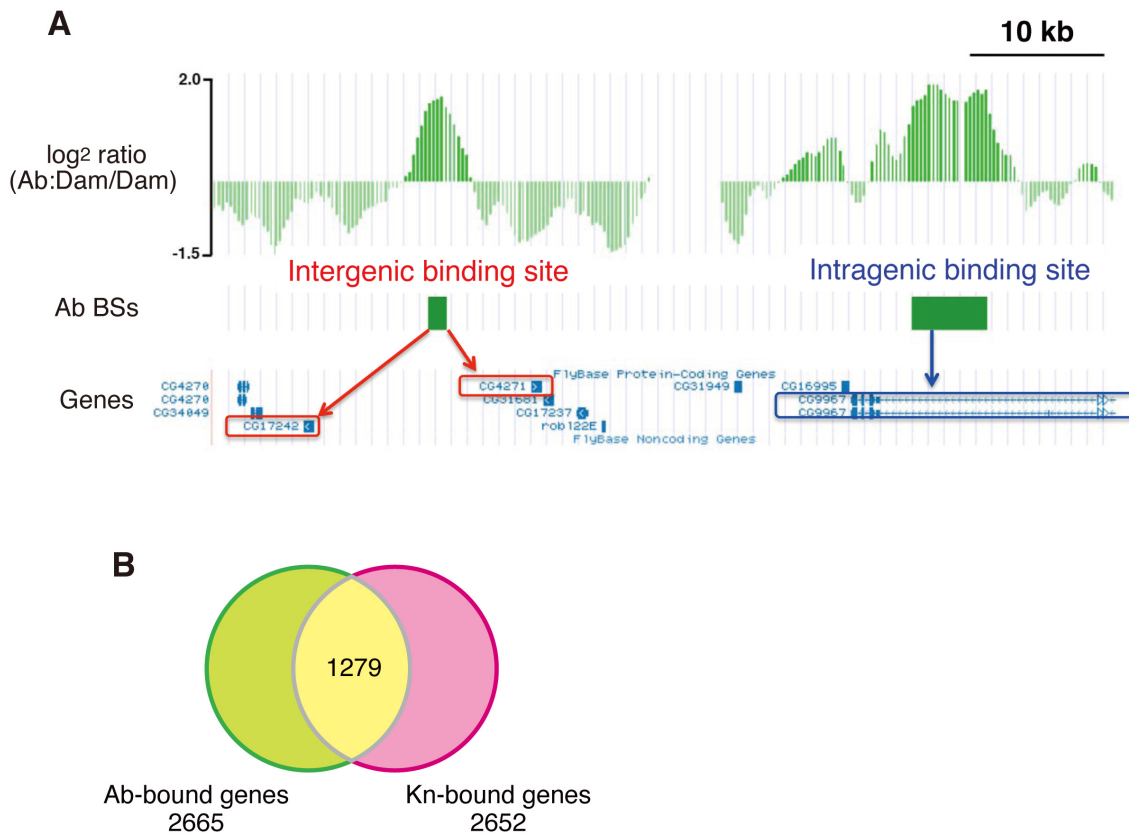 A
10 kb
2.0
log2 ratio
(Ab:Dam/Dam)
-1.5
Intergenic binding site
Intragenic binding site
Ab BSs
Genes
FlyBase Protein-Coding Genes
CG4270
CG4271
CG31949
CG16995
CG4270
CG31681
CG9967
CG34049
CG17237
CG9967
CG17242
robl22E
FlyBase Noncoding Genes
B
1279
Ab-bound genes
2665
Kn-bound genes
2652